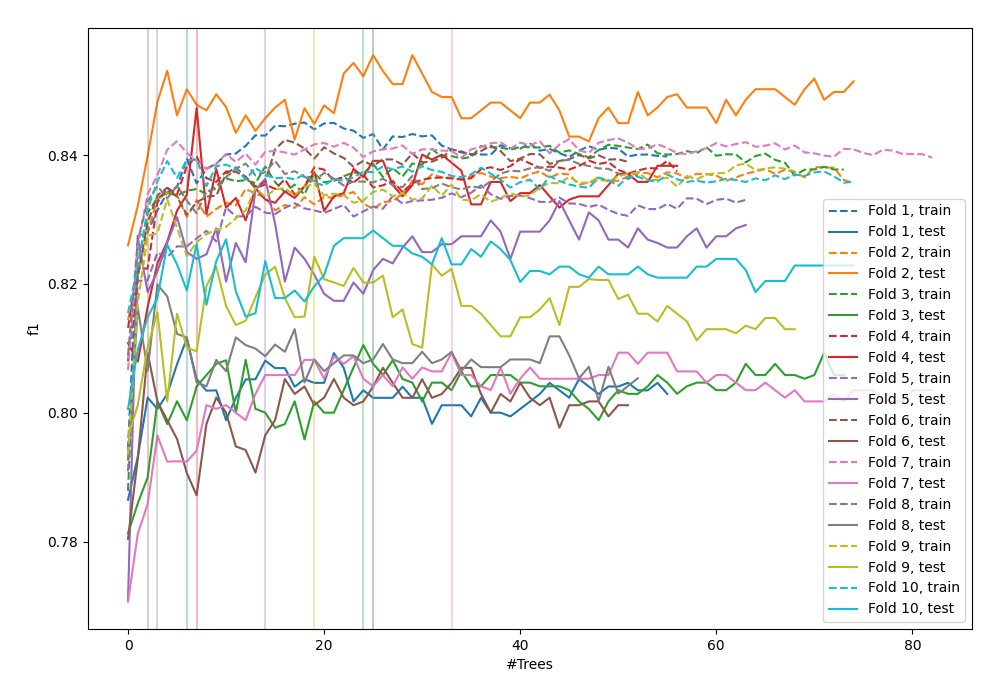 0.84
0.82
0.80
0.78
f1
0
20
40
60
80
#Trees
Fold 1, train
Fold 1, test
Fold 2, train
Fold 2, test
Fold 3, train
Fold 3, test
Fold 4, train
Fold 4, test
Fold 5, train
Fold 5, test
Fold 6, train
Fold 6, test
Fold 7, train
Fold 7, test
Fold 8, train
Fold 8, test
Fold 9, train
Fold 9, test
Fold 10, train
Fold 10, test